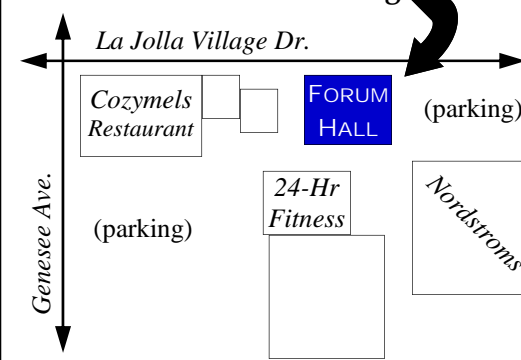 La Jolla Village Dr.
Cozymels
Restaurant
FORUM
HALL
(parking)
24-Hr
Fitness
Nordstroms
(parking)
Genesee Ave.